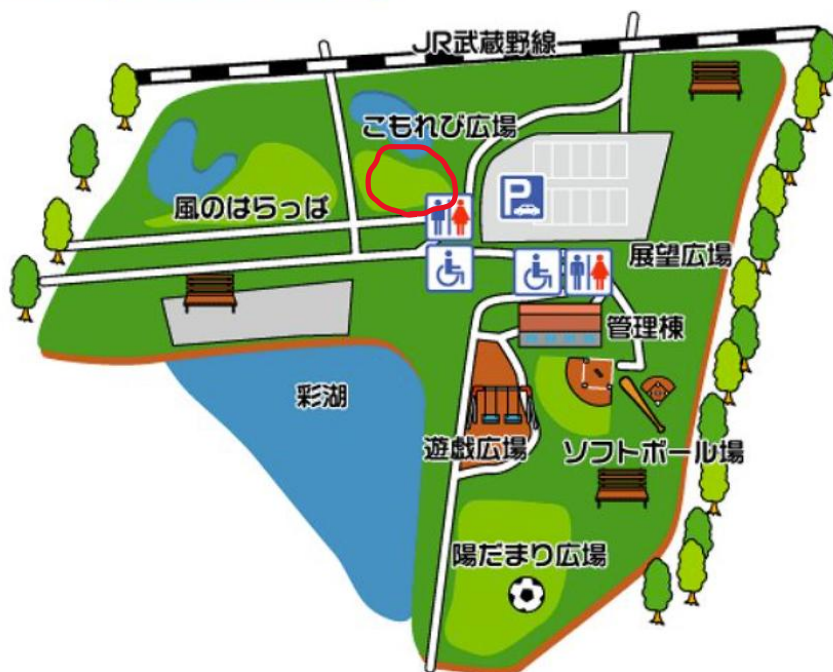 JR武蔵野線
こもれび広場
P
風のはらっぱ
展望広場
管理棟
彩湖
遊戯広場
ソフトボール場
陽だまり広場